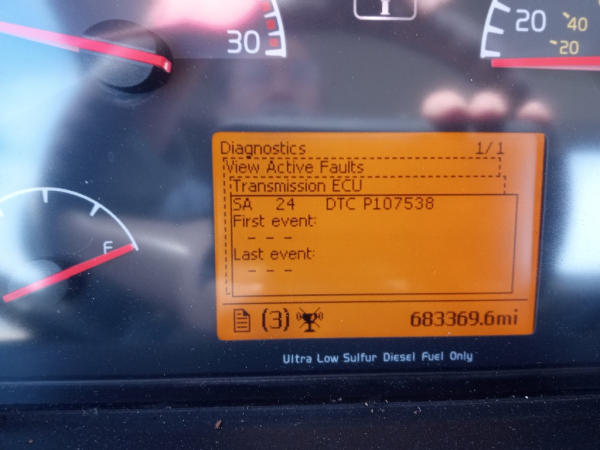 30
20
40
20
Diagnostics 1/1
View Active Faults
Transmission ECU
SA 24 DTC P107538
First event:
- - -
Last event:
- - -
F
(3) 683369.6mi
Ultra Low Sulfur Diesel Fuel Only